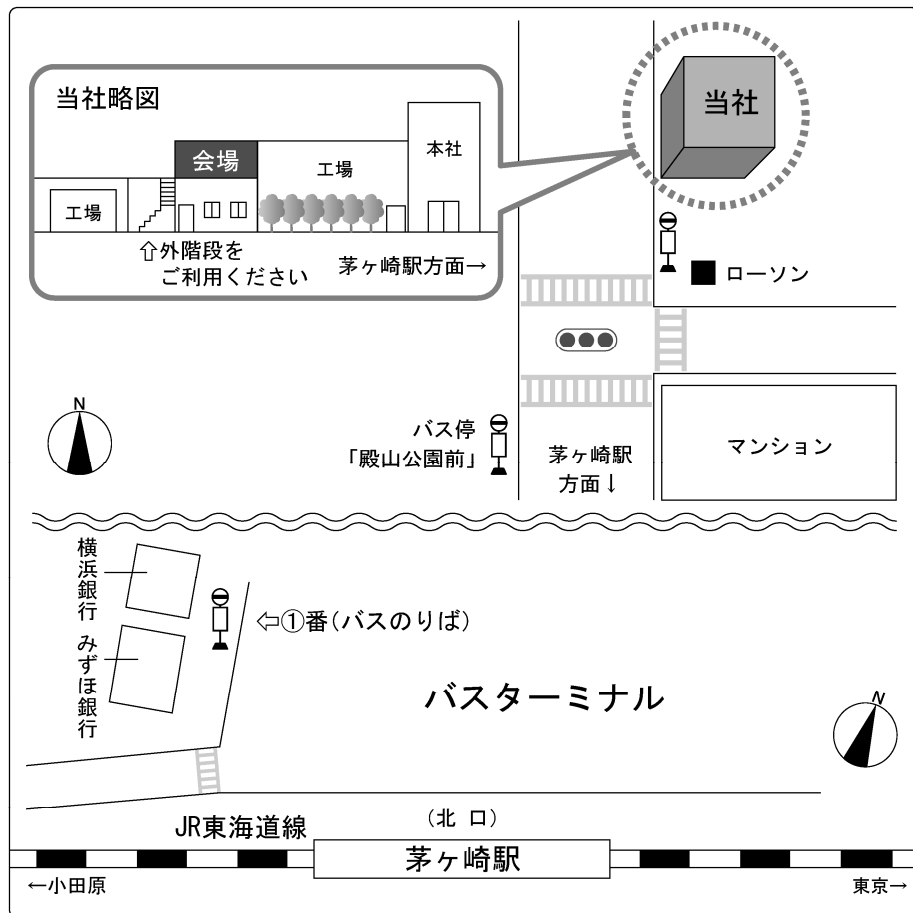 当社略図
会場
工場
本社
工場
⇧外階段を
ご利用ください
茅ヶ崎駅方面→
当社
ローソン
N
バス停
「殿山公園前」
茅ヶ崎駅
方面↓
マンション
横浜銀行
みずほ銀行
⇦①番(バスのりば)
バスターミナル
N
(北 口)
JR東海道線
茅ヶ崎駅
←小田原
東京→